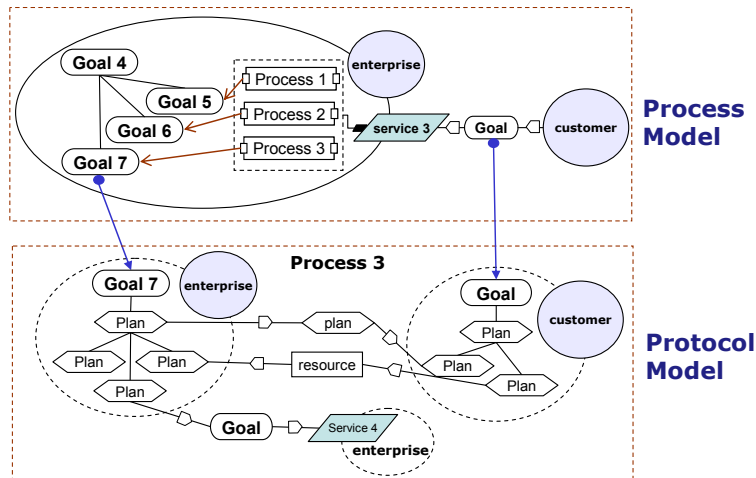 Goal 4
Process 1
enterprise
Goal 5
Process 2
Goal 6
service 3
Goal
customer
Process
Model
Process 3
Goal 7
Process 3
Goal 7
enterprise
Goal
customer
Plan
plan
Plan
Protocol
Model
Plan
Plan
resource
Plan
Plan
Plan
Goal
Service 4
enterprise